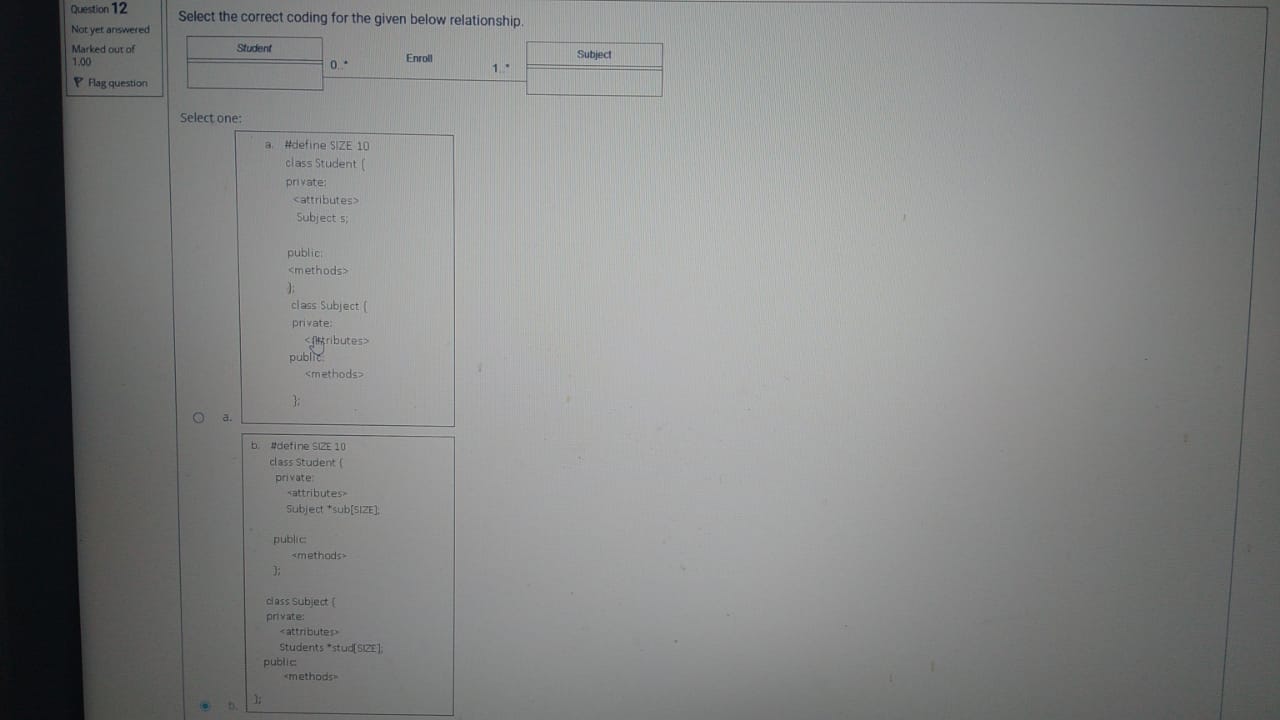 Question 12
Not yet answered
Marked out of
1.00
Flag question
Select the correct coding for the given below relationship.
Student
0..*
Enroll
1..*
Subject
Select one:
a. #define SIZE 10
class Student {
private:
<attributes>
Subject s;
public:
<methods>
};
class Subject {
private:
<attributes>
public:
<methods>
};
a.
b. #define SIZE 10
class Student {
private:
<attributes>
Subject *sub[SIZE];
public:
<methods>
};
class Subject {
private:
<attributes>
Students *stud[SIZE];
public:
<methods>
};
b.